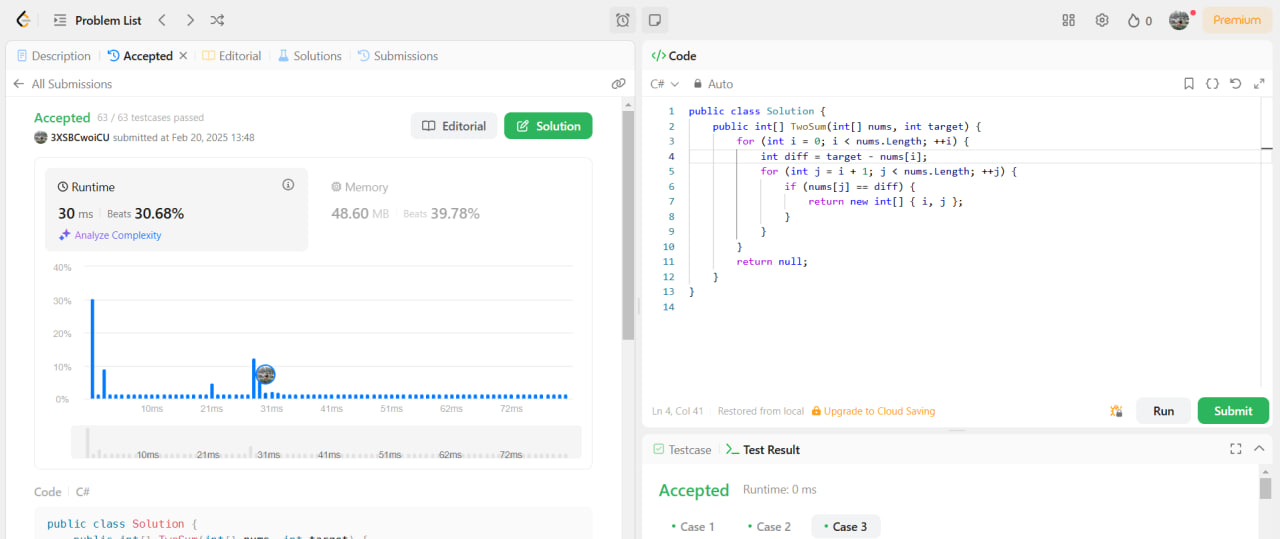 Problem List
0
Premium
Description
Accepted
Editorial
Solutions
Submissions
All Submissions
Accepted 63 / 63 testcases passed
3XSBCwoiCU submitted at Feb 20, 2025 13:48
Editorial
Solution
Runtime
30 ms Beats 30.68%
Analyze Complexity
Memory
48.60 MB Beats 39.78%
40%
30%
20%
10%
0%
10ms 21ms 31ms 41ms 51ms 62ms 72ms
10ms 21ms 31ms 41ms 51ms 62ms 72ms
Code C#
public class Solution {
public int[] TwoSum(int[] nums, int target) {
</> Code
C# Auto
1 public class Solution {
2 public int[] TwoSum(int[] nums, int target) {
3 for (int i = 0; i < nums.Length; ++i) {
4 int diff = target - nums[i];
5 for (int j = i + 1; j < nums.Length; ++j) {
6 if (nums[j] == diff) {
7 return new int[] { i, j };
8 }
9 }
10 }
11 return null;
12 }
13 }
14
Ln 4, Col 41 Restored from local Upgrade to Cloud Saving
Run
Submit
Testcase
Test Result
Accepted Runtime: 0 ms
Case 1
Case 2
Case 3